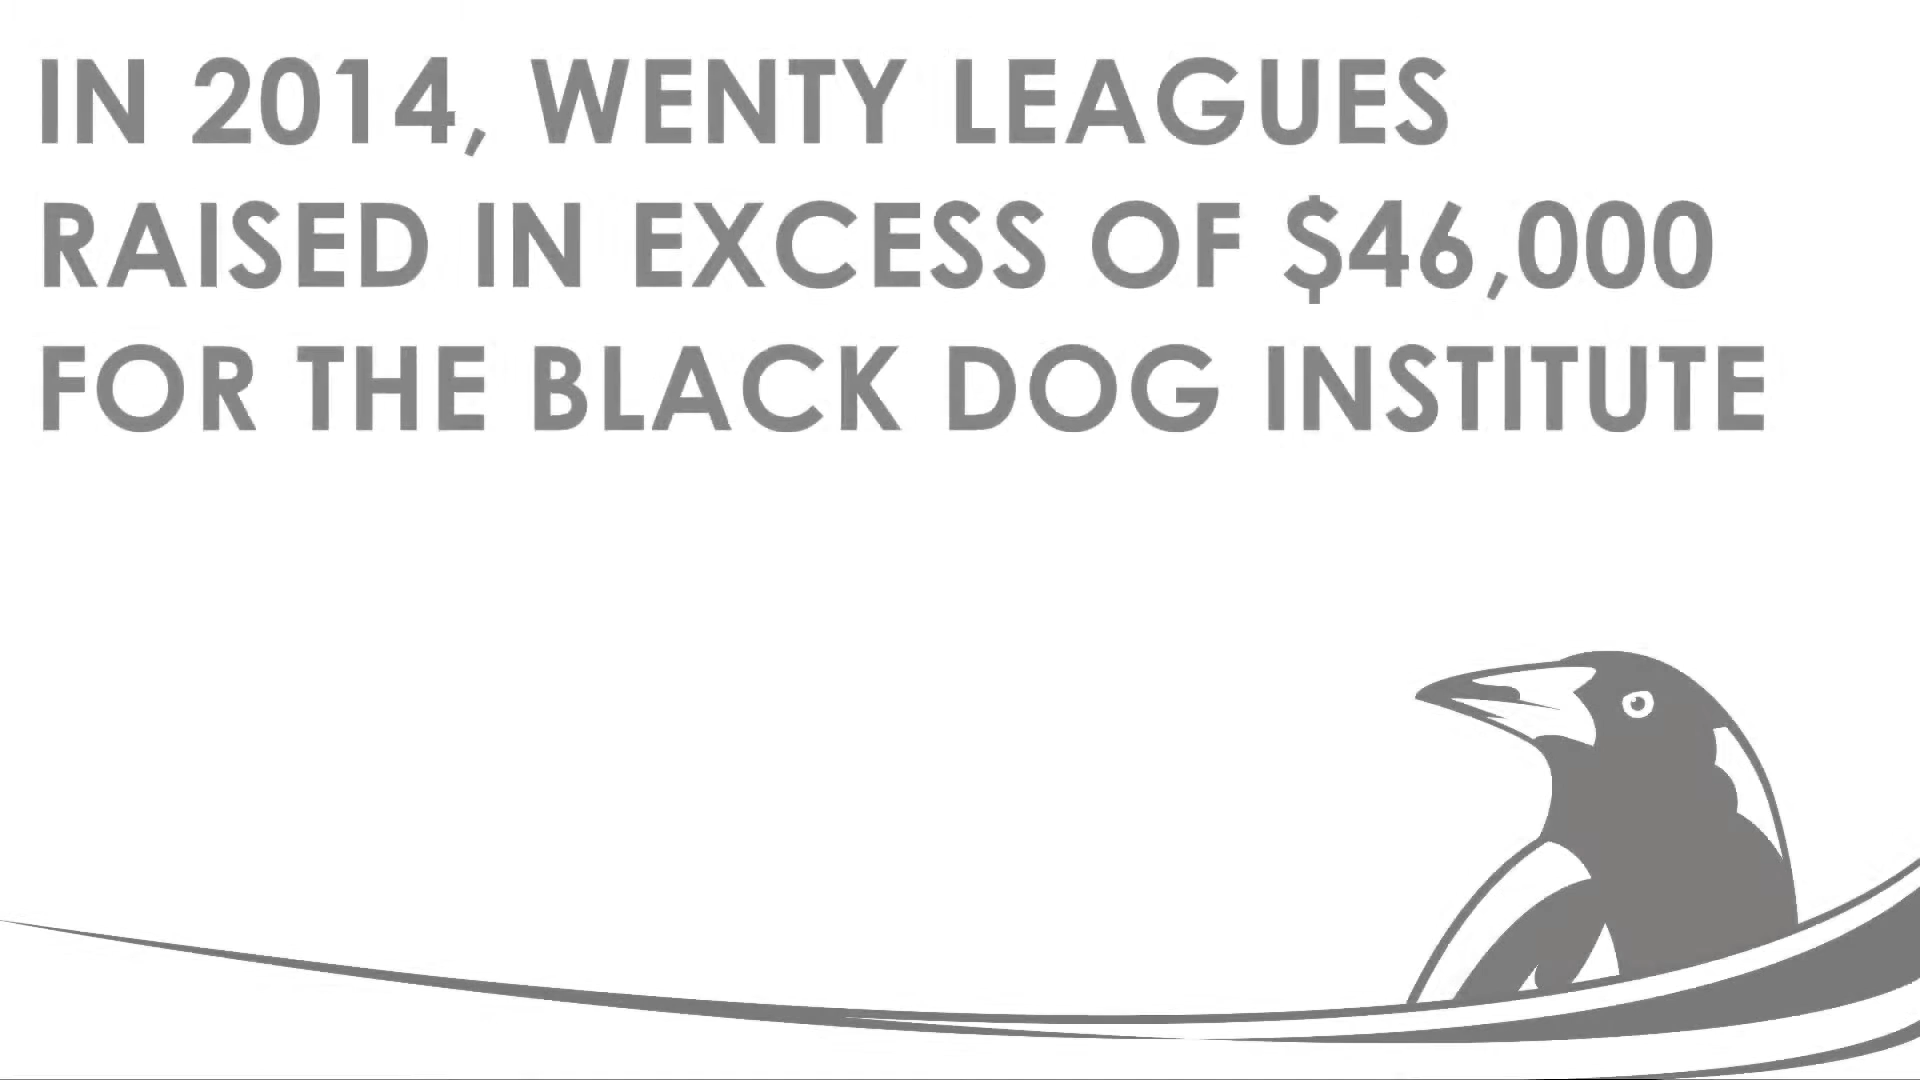 IN 2014, WENTY LEAGUES
RAISED IN EXCESS OF $46,000
FOR THE BLACK DOG INSTITUTE